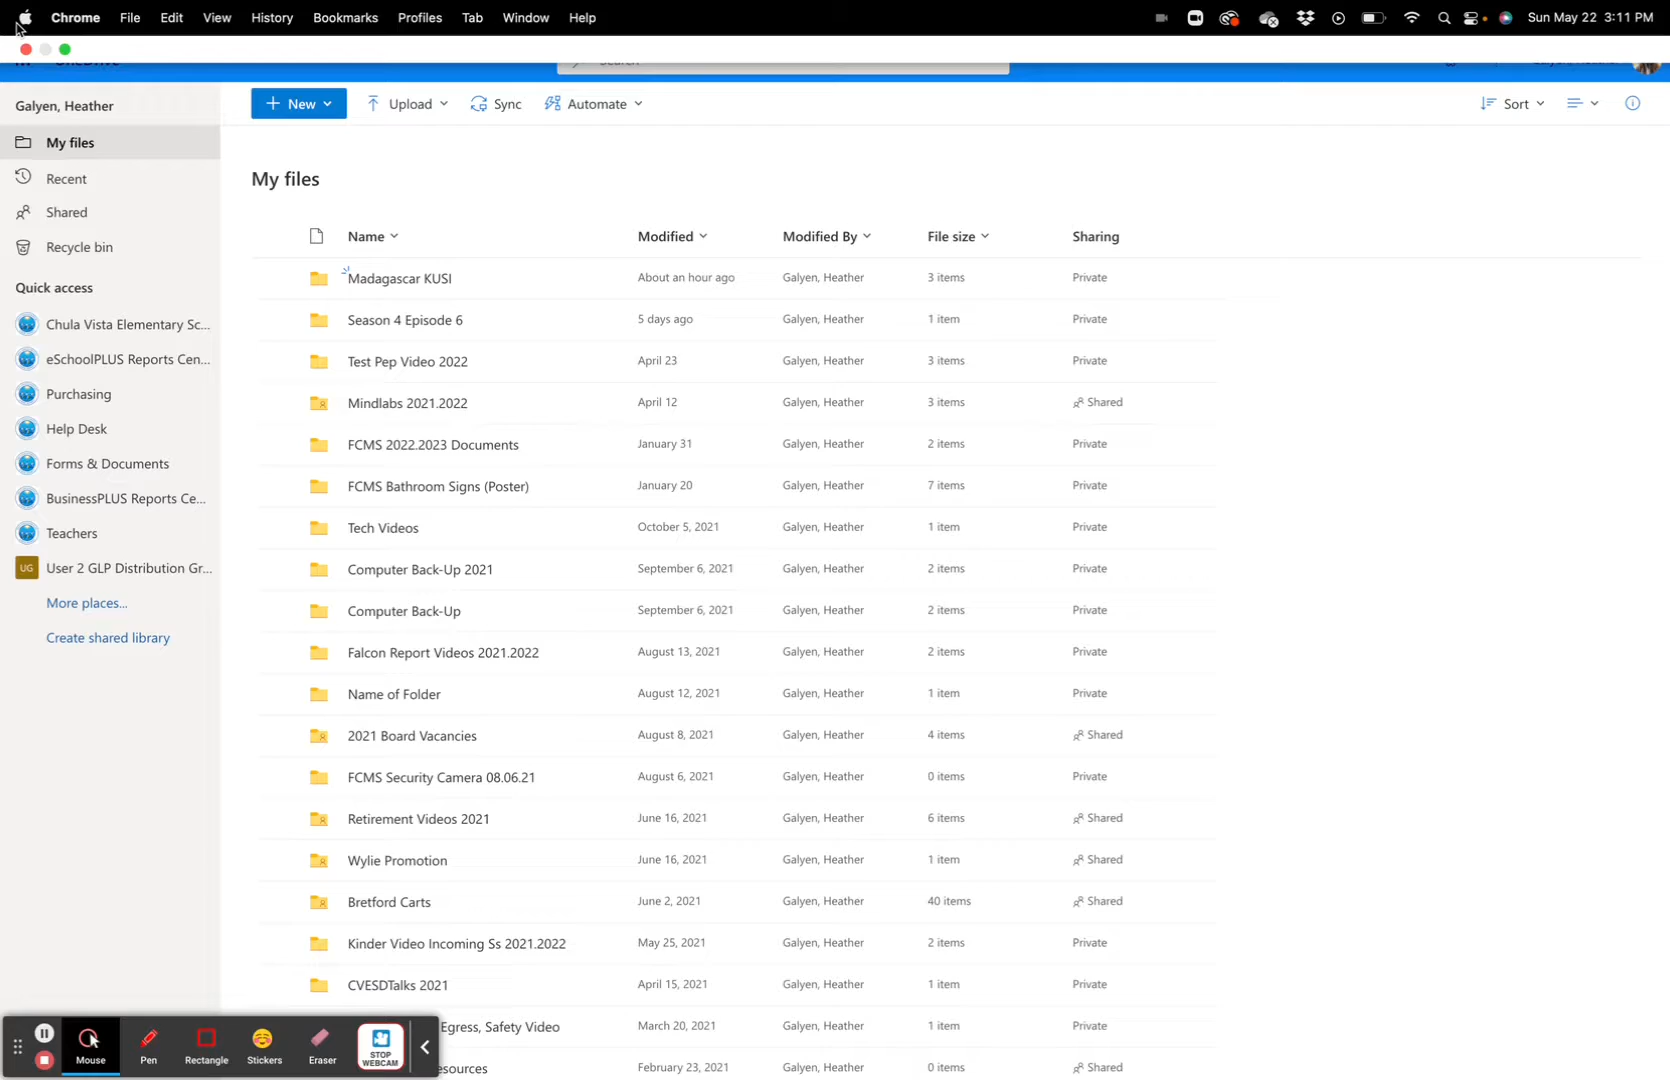 Chrome File Edit View History Bookmarks Profiles Tab Window Help Sun May 22 3:11 PM
OneDrive Search Galyen, Heather
Galyen, Heather
New Upload Sync Automate Sort
My files
Recent
Shared
Recycle bin
Quick access
Chula Vista Elementary Sc...
eSchoolPLUS Reports Cen...
Purchasing
Help Desk
Forms & Documents
BusinessPLUS Reports Ce...
Teachers
UG User 2 GLP Distribution Gr...
More places...
Create shared library
My files
Name Modified Modified By File size Sharing
Madagascar KUSI About an hour ago Galyen, Heather 3 items Private
Season 4 Episode 6 5 days ago Galyen, Heather 1 item Private
Test Pep Video 2022 April 23 Galyen, Heather 3 items Private
Mindlabs 2021.2022 April 12 Galyen, Heather 3 items Shared
FCMS 2022.2023 Documents January 31 Galyen, Heather 2 items Private
FCMS Bathroom Signs (Poster) January 20 Galyen, Heather 7 items Private
Tech Videos October 5, 2021 Galyen, Heather 1 item Private
Computer Back-Up 2021 September 6, 2021 Galyen, Heather 2 items Private
Computer Back-Up September 6, 2021 Galyen, Heather 2 items Private
Falcon Report Videos 2021.2022 August 13, 2021 Galyen, Heather 2 items Private
Name of Folder August 12, 2021 Galyen, Heather 1 item Private
2021 Board Vacancies August 8, 2021 Galyen, Heather 4 items Shared
FCMS Security Camera 08.06.21 August 6, 2021 Galyen, Heather 0 items Private
Retirement Videos 2021 June 16, 2021 Galyen, Heather 6 items Shared
Wylie Promotion June 16, 2021 Galyen, Heather 1 item Shared
Bretford Carts June 2, 2021 Galyen, Heather 40 items Shared
Kinder Video Incoming Ss 2021.2022 May 25, 2021 Galyen, Heather 2 items Private
CVESDTalks 2021 April 15, 2021 Galyen, Heather 1 item Private
Egress, Safety Video March 20, 2021 Galyen, Heather 1 item Private
esources February 23, 2021 Galyen, Heather 0 items Shared
Mouse Pen Rectangle Stickers Eraser STOP WEBCAM